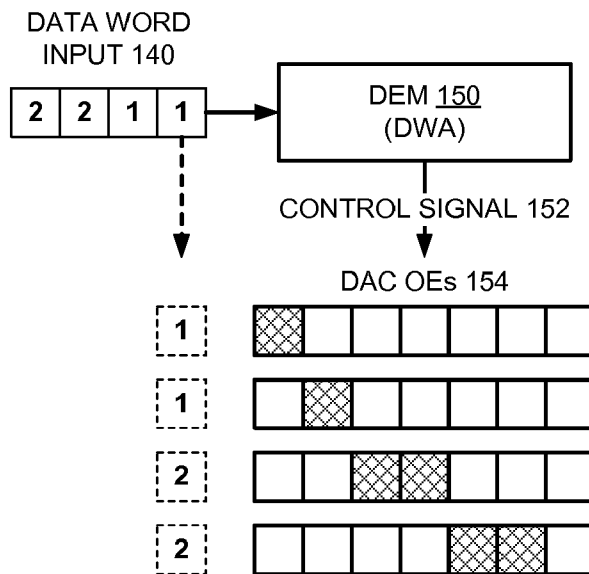 DATA WORD
INPUT 140
2 2 1 1
DEM 150
(DWA)
CONTROL SIGNAL 152
DAC OEs 154
1
1
2
2